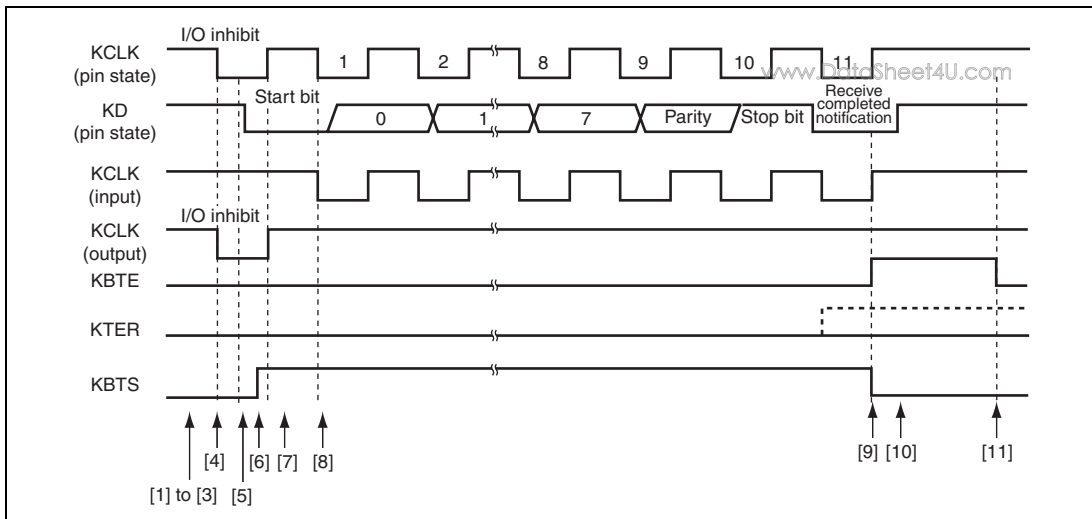 I/O inhibit
KCLK
(pin state)
1 2 8 9 10 11
www.DataSheet4U.com
KD
(pin state)
Start bit
0 1 7 Parity Stop bit
Receive
completed
notification
KCLK
(input)
I/O inhibit
KCLK
(output)
KBTE
KTER
KBTS
[4] [6] [7] [8] [9] [10] [11]
[1] to [3] [5]